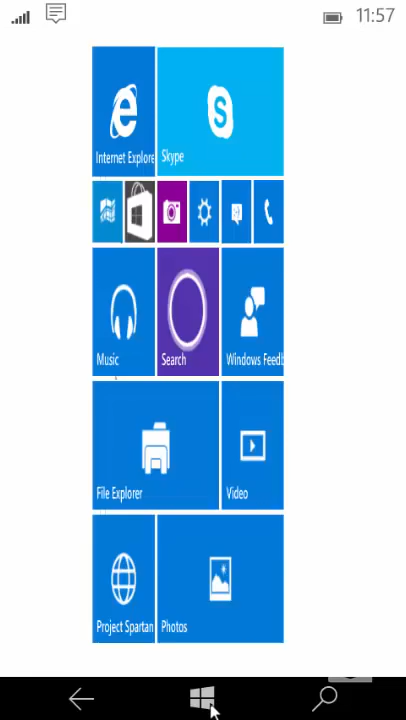 11:57
Internet Explore
Skype
Music
Search
Windows Feedb
File Explorer
Video
Project Spartan
Photos